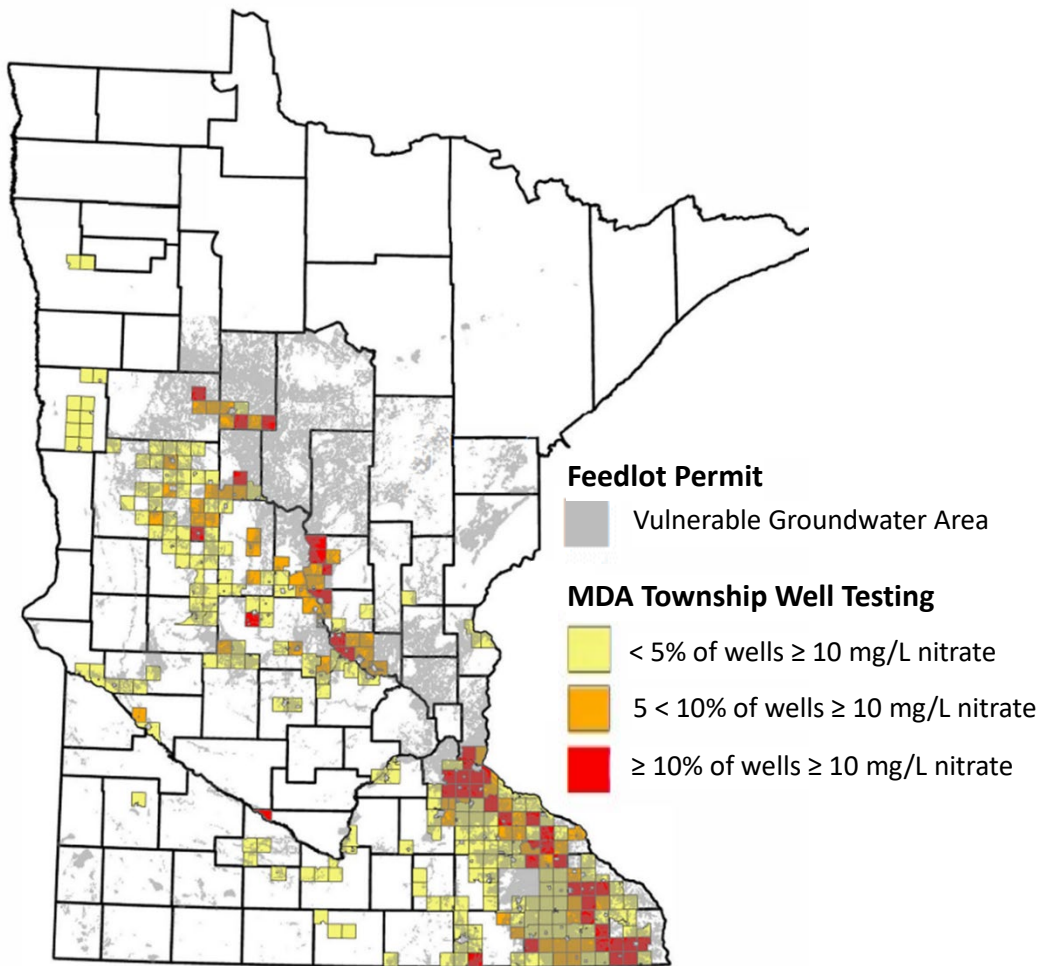 Feedlot Permit
Vulnerable Groundwater Area
MDA Township Well Testing
< 5% of wells ≥ 10 mg/L nitrate
5 < 10% of wells ≥ 10 mg/L nitrate
≥ 10% of wells ≥ 10 mg/L nitrate